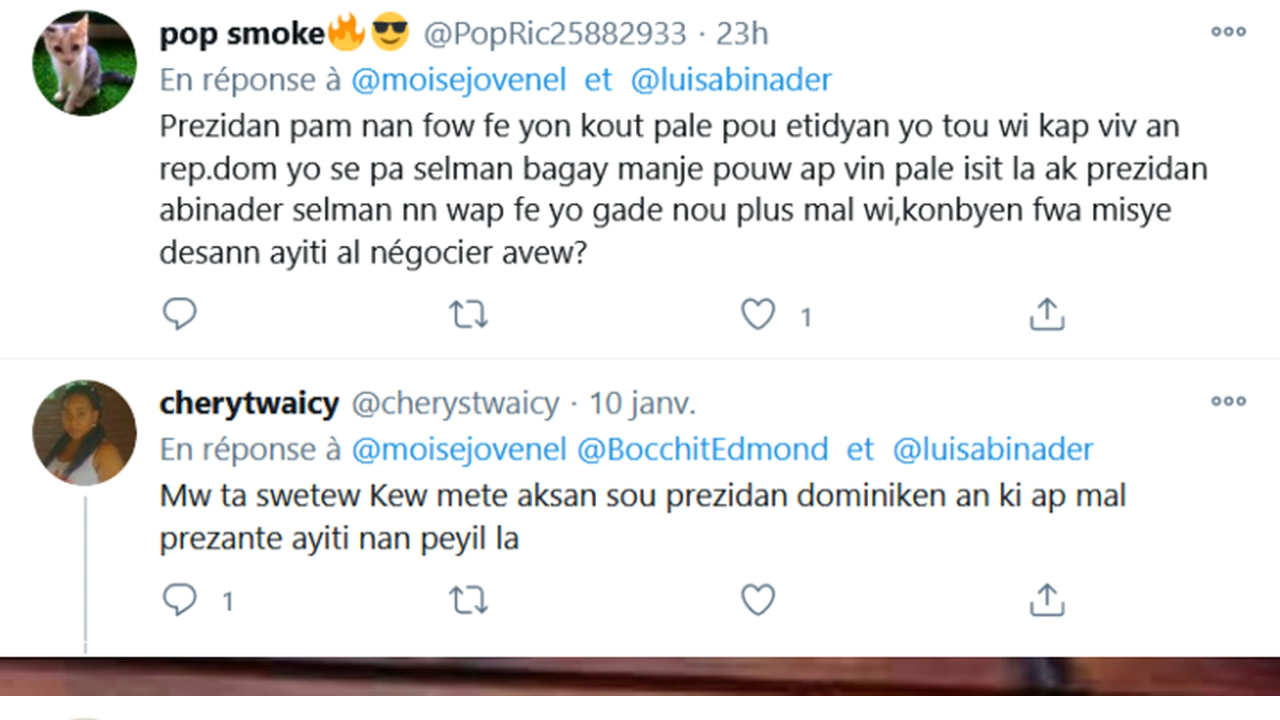 pop smoke🔥😎 @PopRic25882933 · 23h
En réponse à @moisejovenel et @luisabinader
Prezidan pam nan fow fe yon kout pale pou etidyan yo tou wi kap viv an
rep.dom yo se pa selman bagay manje pouw ap vin pale isit la ak prezidan
abinader selman nn wap fe yo gade nou plus mal wi,konbyen fwa misye
desann ayiti al négocier avew?
1
cherytwaicy @cherystwaicy · 10 janv.
En réponse à @moisejovenel @BocchitEdmond et @luisabinader
Mw ta swetew Kew mete aksan sou prezidan dominiken an ki ap mal
prezante ayiti nan peyil la
1